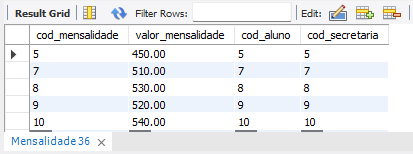 Result Grid Filter Rows: Edit:
cod_mensalidade valor_mensalidade cod_aluno cod_secretaria
5 450.00 5 5
7 510.00 7 7
8 530.00 8 8
9 520.00 9 9
10 540.00 10 10
Mensalidade 36 ×